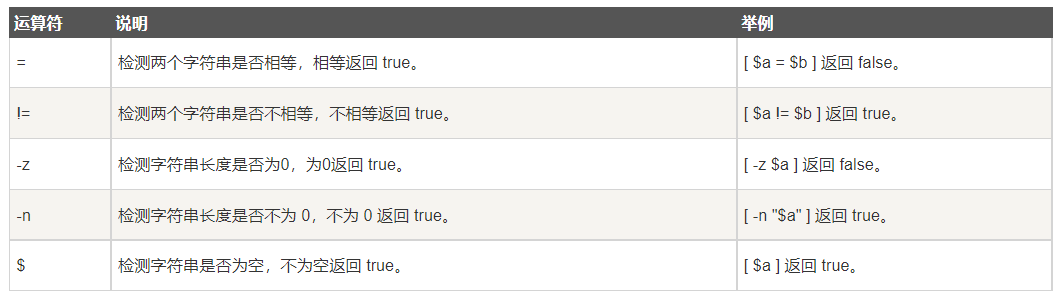 运算符 说明 举例
= 检测两个字符串是否相等，相等返回 true。 [ $a = $b ] 返回 false。
!= 检测两个字符串是否不相等，不相等返回 true。 [ $a != $b ] 返回 true。
-z 检测字符串长度是否为0，为0返回 true。 [ -z $a ] 返回 false。
-n 检测字符串长度是否不为 0，不为 0 返回 true。 [ -n "$a" ] 返回 true。
$ 检测字符串是否为空，不为空返回 true。 [ $a ] 返回 true。